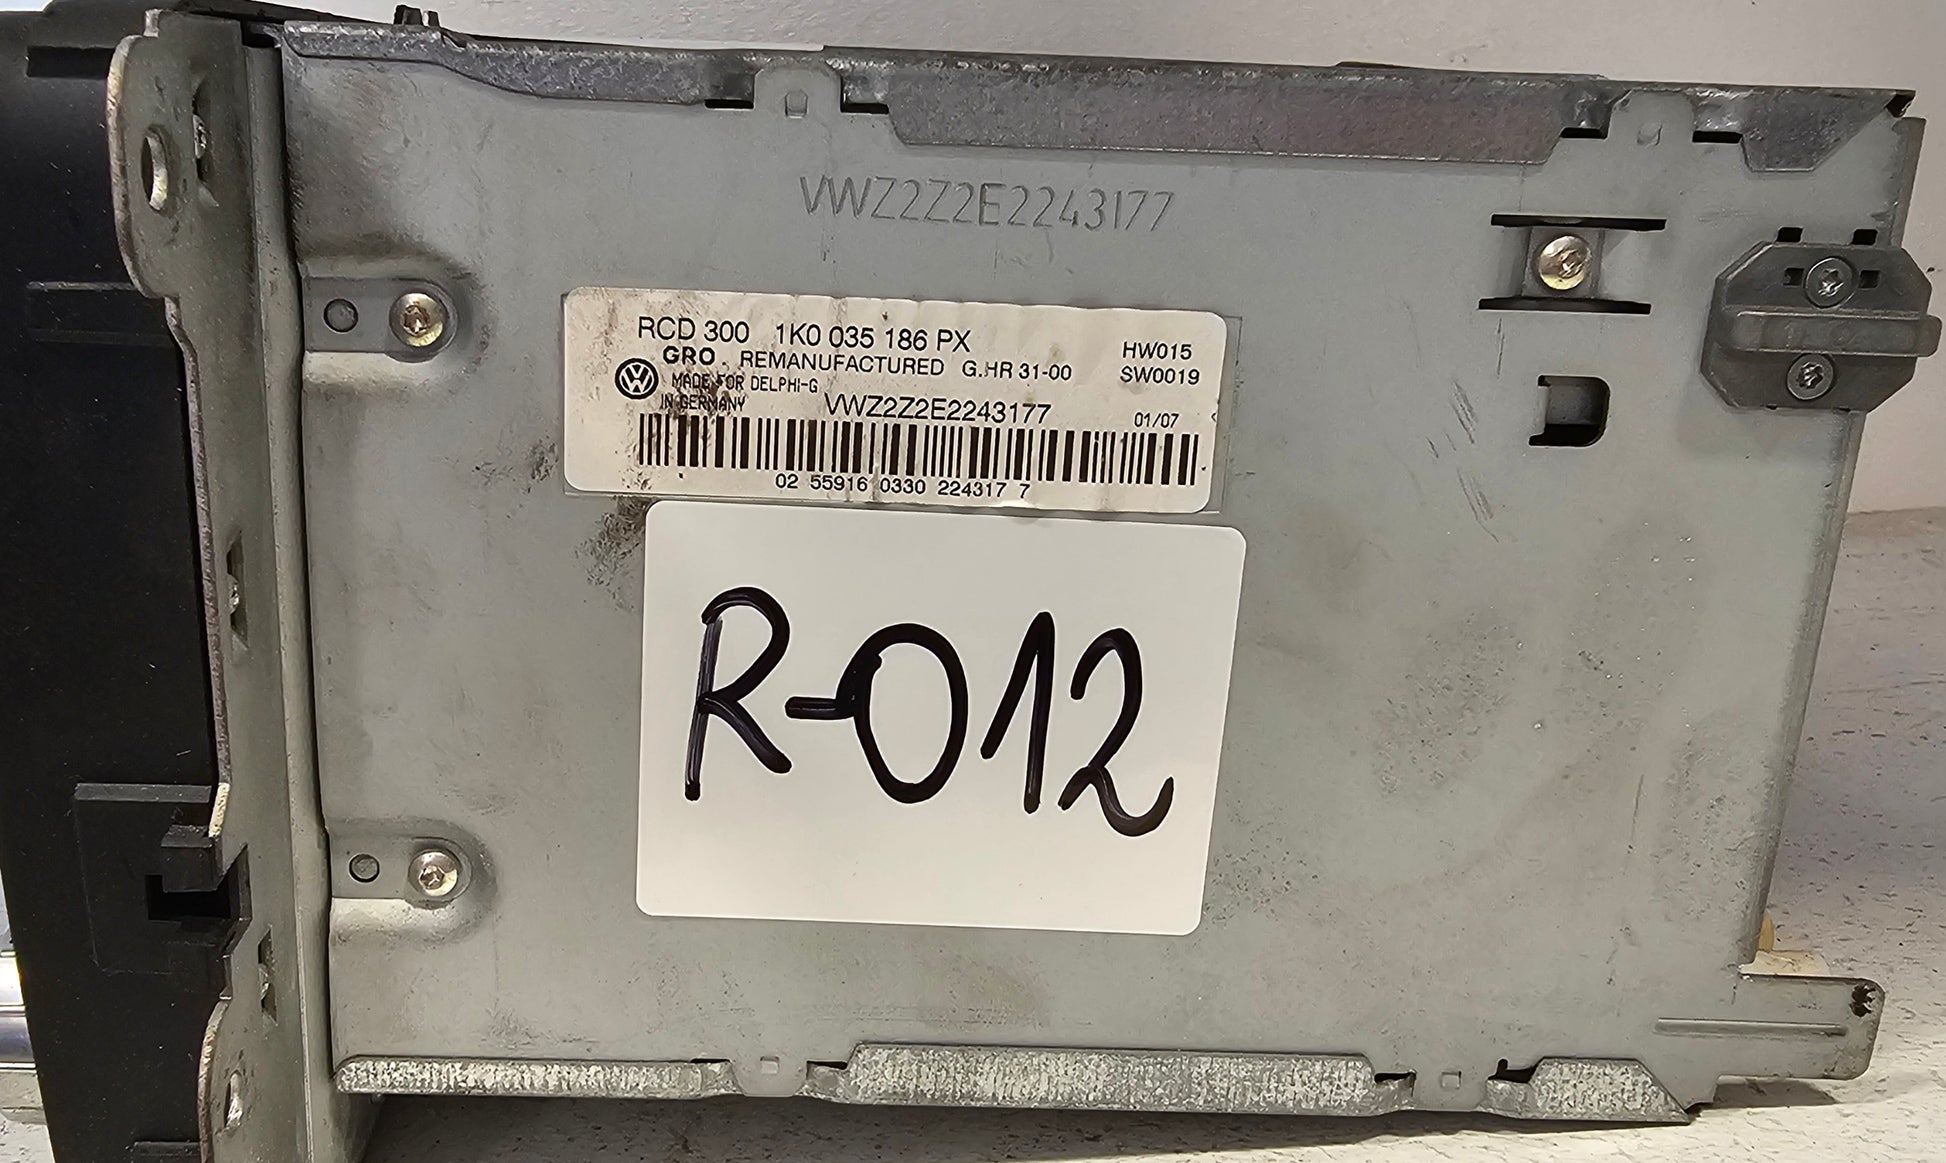 VWZ2Z2E2243177
RCD 300 1K0 035 186 PX
HW015
GRO. REMANUFACTURED G.HR 31-00
SW0019
MADE FOR DELPHI-G
IN GERMANY
VWZ2Z2E2243177
01/07
02 55916 0330 224317 7
R-012